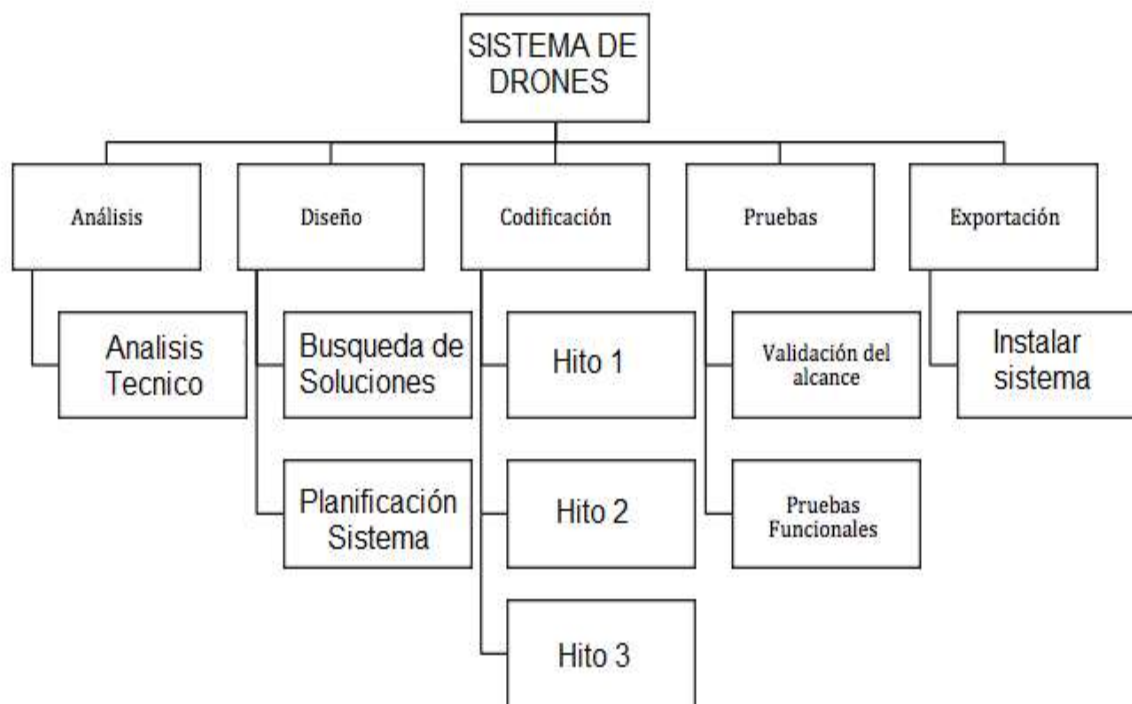 SISTEMA DE
DRONES
Análisis
Diseño
Codificación
Pruebas
Exportación
Analisis
Tecnico
Busqueda de
Soluciones
Hito 1
Validación del
alcance
Instalar
sistema
Planificación
Sistema
Hito 2
Pruebas
Funcionales
Hito 3